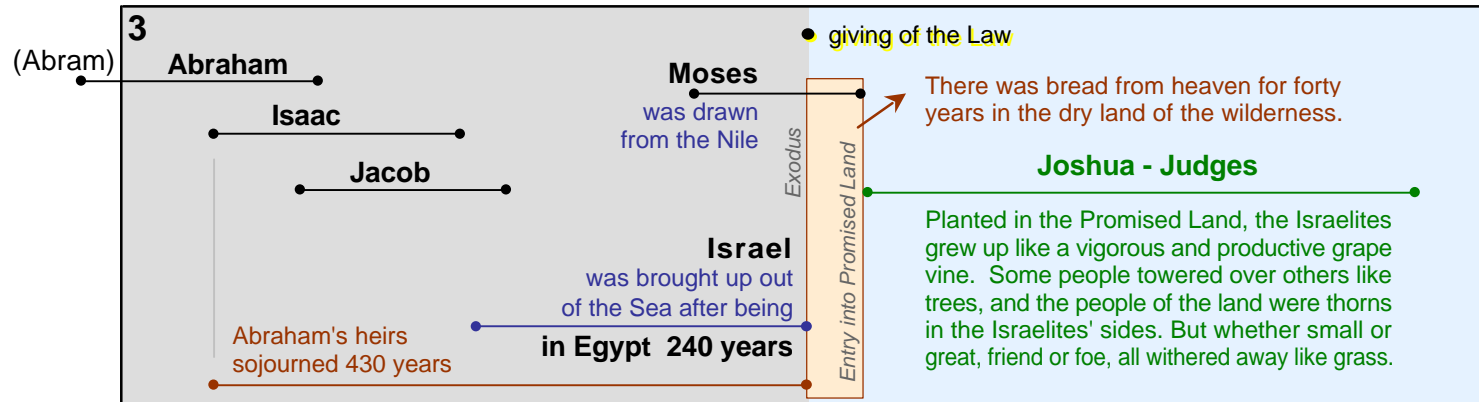 3
giving of the Law
(Abram)
Abraham
Moses
was drawn
from the Nile
There was bread from heaven for forty
years in the dry land of the wilderness.
Isaac
Jacob
Exodus
Entry into Promised Land
Joshua - Judges
Planted in the Promised Land, the Israelites
grew up like a vigorous and productive grape
vine.  Some people towered over others like
trees, and the people of the land were thorns
in the Israelites' sides. But whether small or
great, friend or foe, all withered away like grass.
Israel
was brought up out
of the Sea after being
in Egypt  240 years
Abraham's heirs
sojourned 430 years